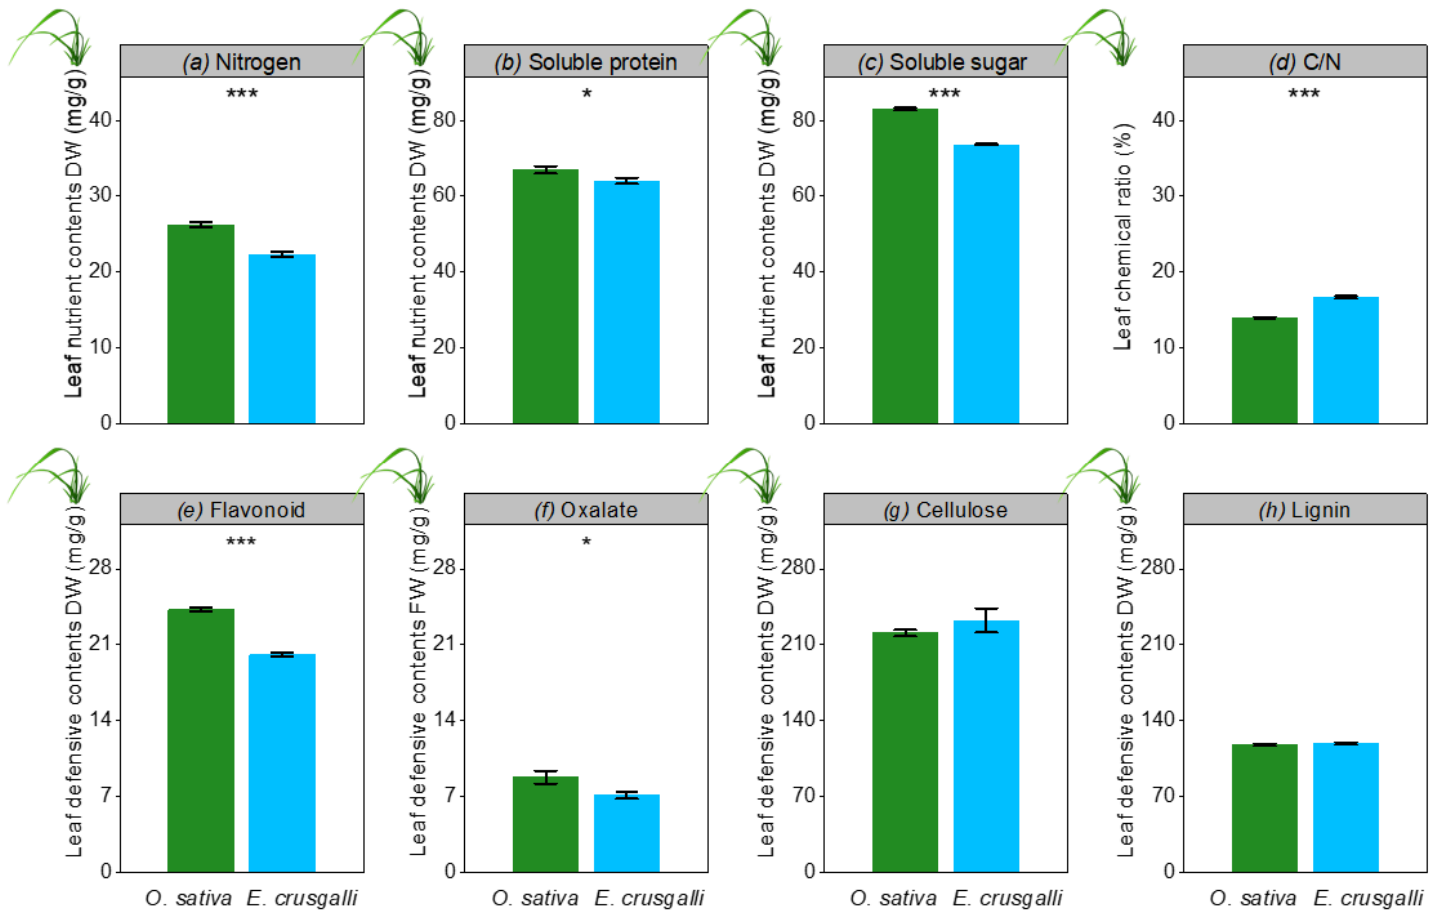 (a) Nitrogen
(b) Soluble protein
(c) Soluble sugar
(d) C/N
***
*
***
***
Leaf nutrient contents DW (mg/g)
40
30
20
10
0
Leaf nutrient contents DW (mg/g)
80
60
40
20
0
Leaf nutrient contents DW (mg/g)
80
60
40
20
0
Leaf chemical ratio (%)
40
30
20
10
0
(e) Flavonoid
(f) Oxalate
(g) Cellulose
(h) Lignin
***
*
Leaf defensive contents DW (mg/g)
28
21
14
7
0
Leaf defensive contents FW (mg/g)
28
21
14
7
0
Leaf defensive contents DW (mg/g)
280
210
140
70
0
Leaf defensive contents DW (mg/g)
280
210
140
70
0
O. sativa E. crusgalli
O. sativa E. crusgalli
O. sativa E. crusgalli
O. sativa E. crusgalli